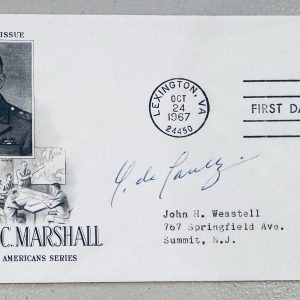 ISSUE
LEXINGTON, VA
OCT
24
1967
24450
FIRST DA
C. MARSHALL
AMERICANS SERIES
John H. Weastell
767 Springfield Ave.
Summit, N.J.